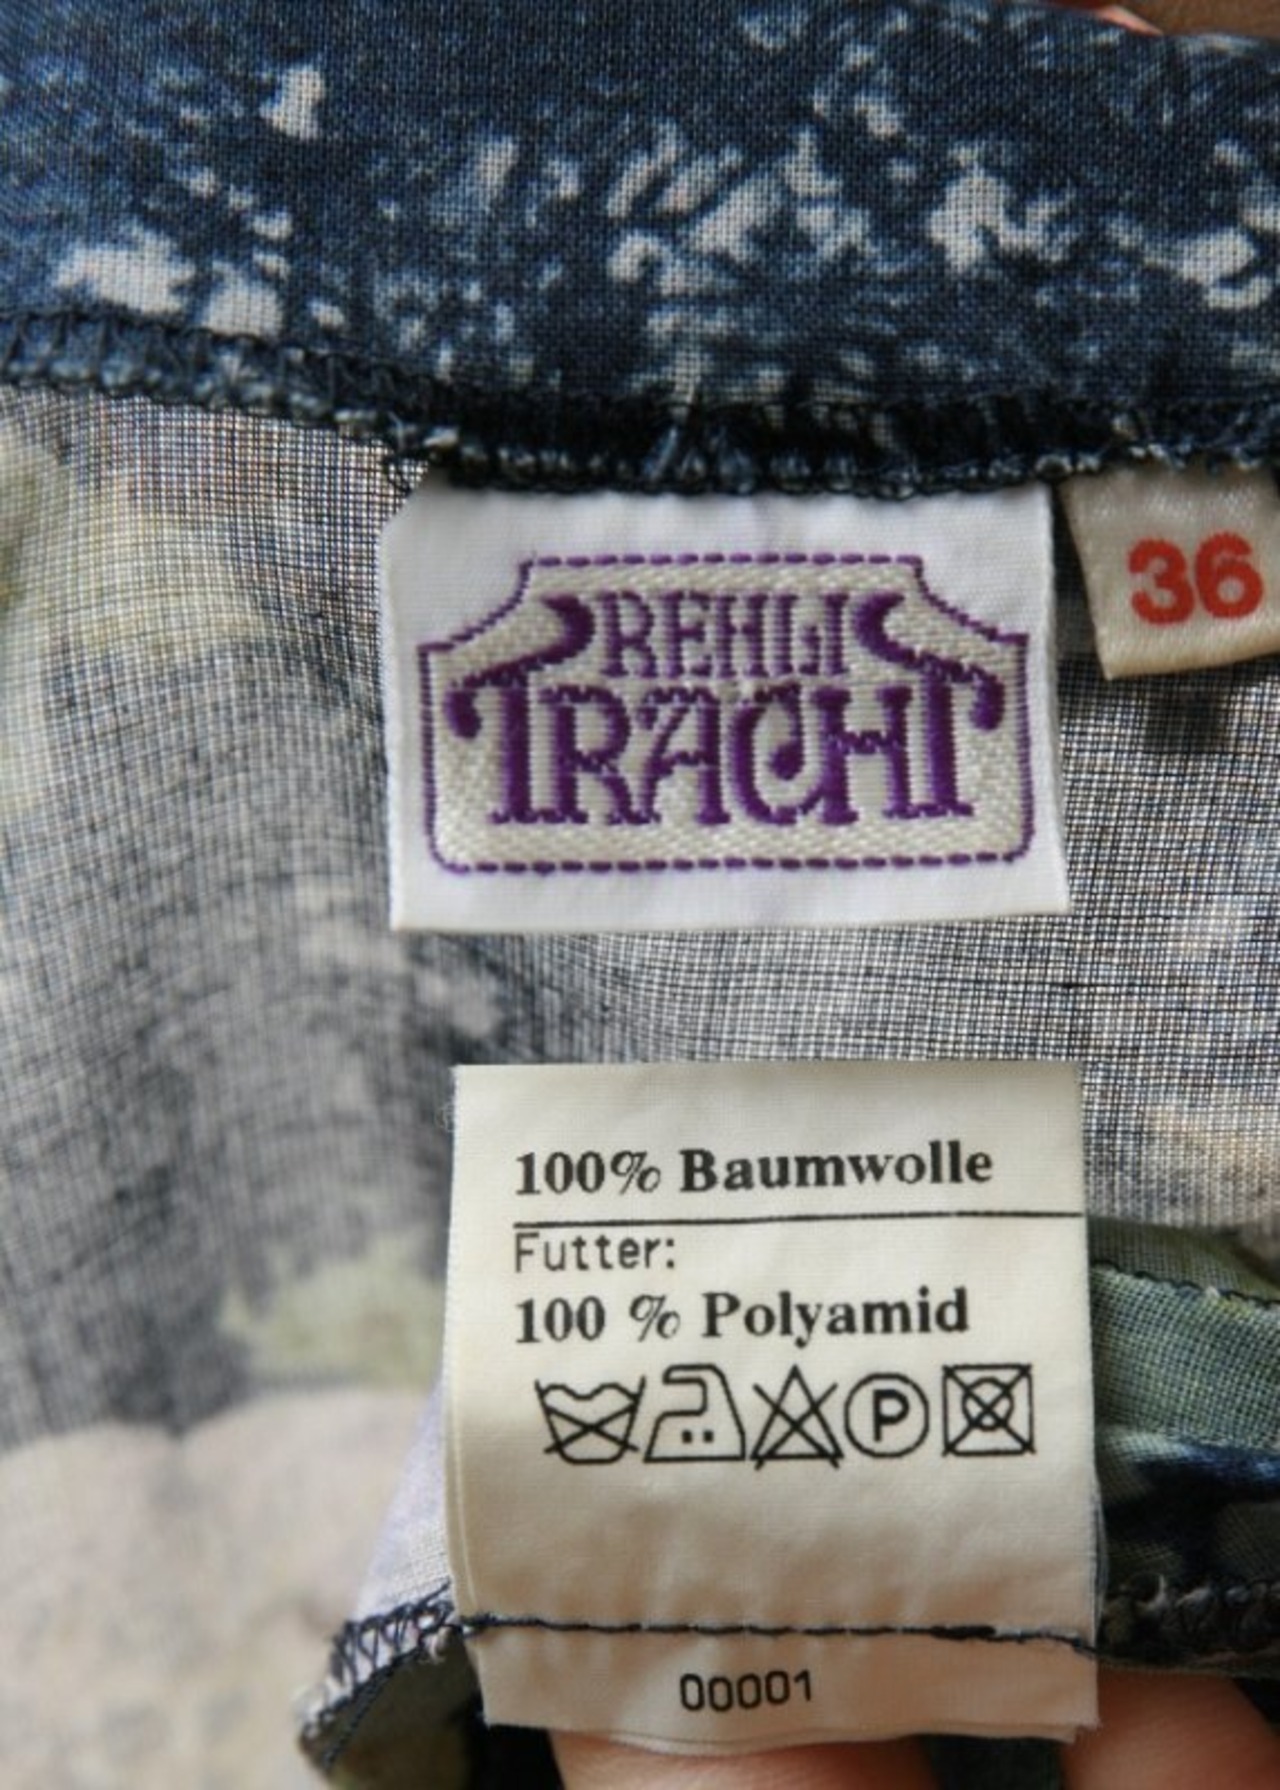 REHLI
TRACHT
36
100% Baumwolle
Futter:
100 % Polyamid
P
00001